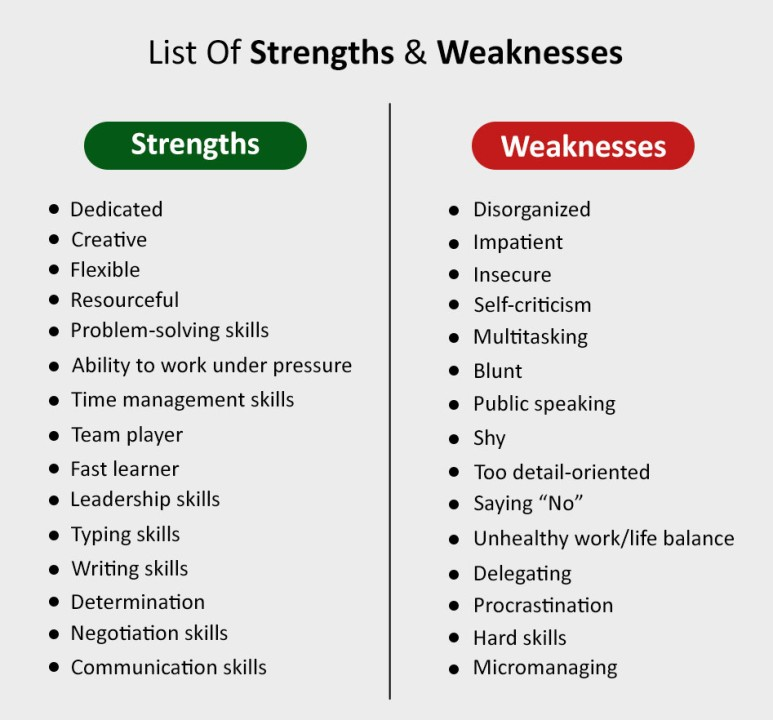 List Of Strengths & Weaknesses
Strengths
• Dedicated
• Creative
• Flexible
• Resourceful
• Problem-solving skills
• Ability to work under pressure
• Time management skills
• Team player
• Fast learner
• Leadership skills
• Typing skills
• Writing skills
• Determination
• Negotiation skills
• Communication skills
Weaknesses
• Disorganized
• Impatient
• Insecure
• Self-criticism
• Multitasking
• Blunt
• Public speaking
• Shy
• Too detail-oriented
• Saying “No”
• Unhealthy work/life balance
• Delegating
• Procrastination
• Hard skills
• Micromanaging